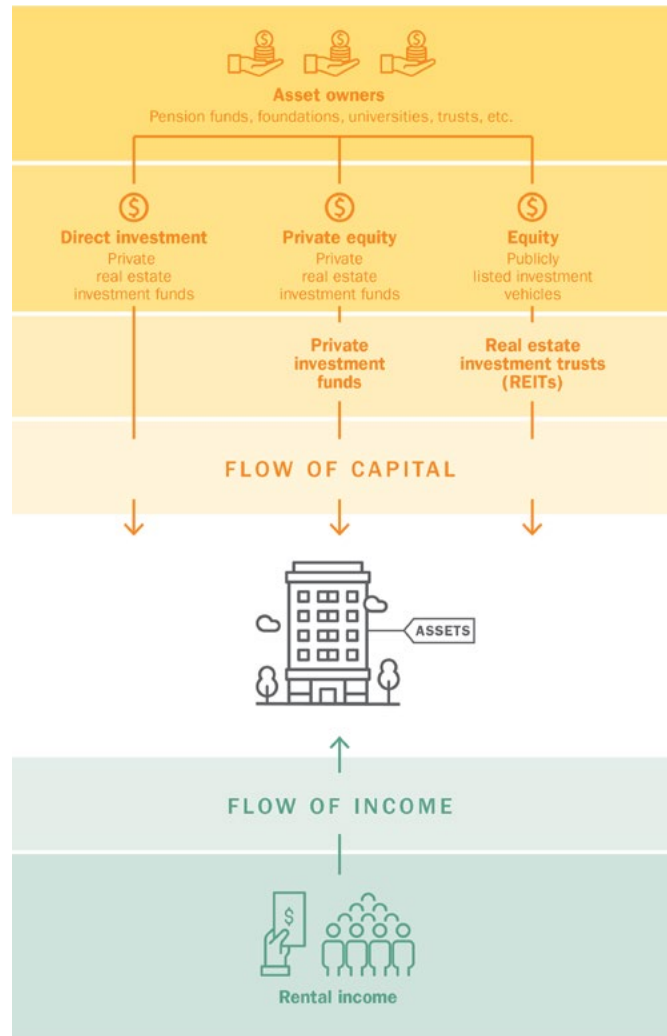 Asset owners
Pension funds, foundations, universities, trusts, etc.
$
Direct investment
Private
real estate
investment funds
$
Private equity
Private
real estate
investment funds
$
Equity
Publicly
listed investment
vehicles
Private
investment
funds
Real estate
investment trusts
(REITs)
FLOW OF CAPITAL
ASSETS
FLOW OF INCOME
$
Rental income